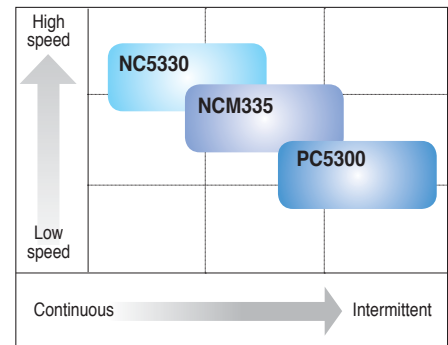 High
speed
NC5330
NCM335
PC5300
Low
speed
Continuous
Intermittent